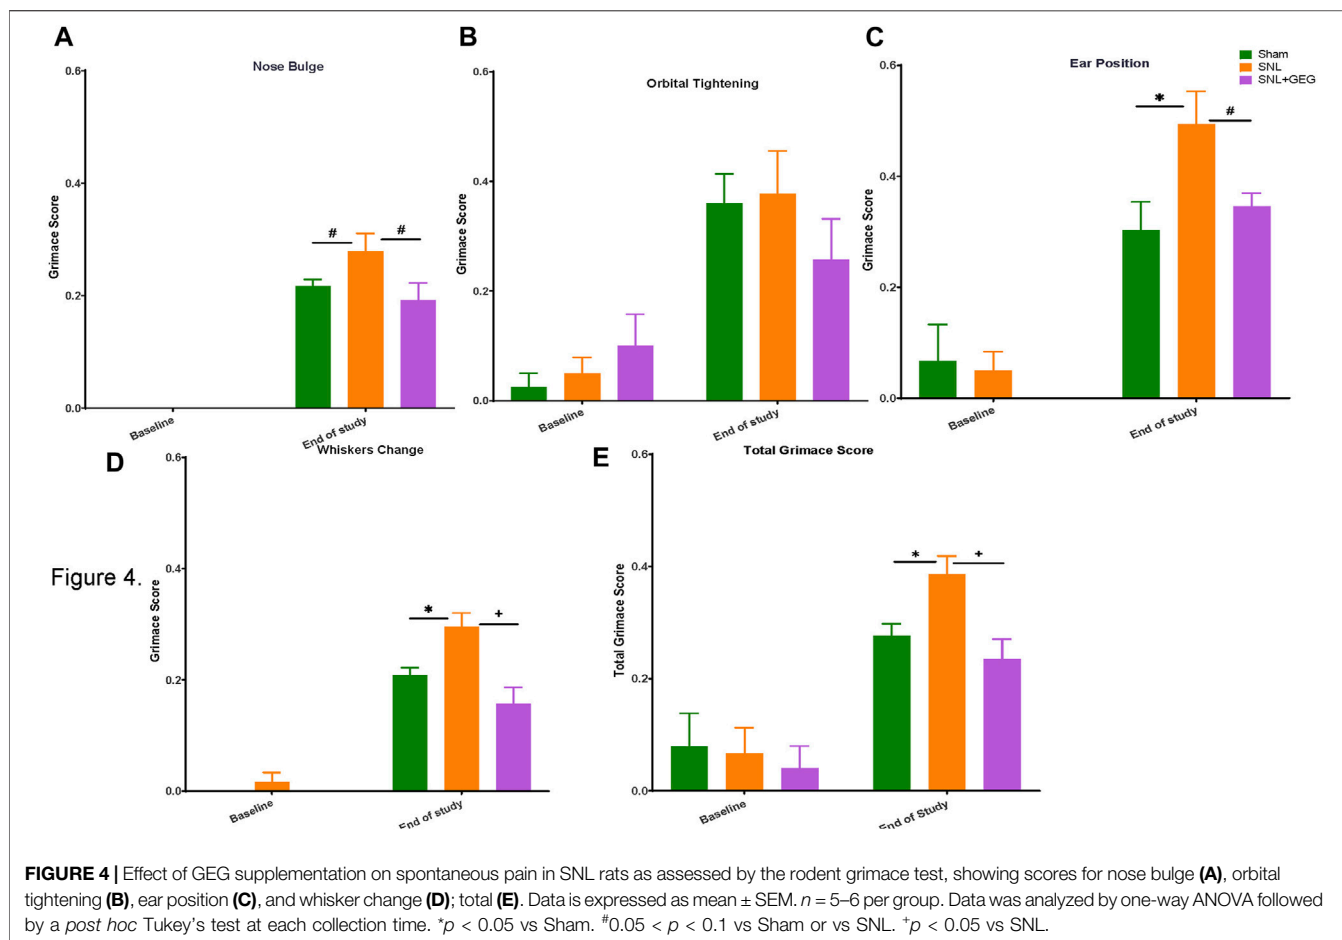 A
Nose Bulge
0.6
0.4
0.2
0.0
Grimace Score
#
#
Baseline
End of study
B
Orbital Tightening
0.6
0.4
0.2
0.0
Grimace Score
Baseline
End of study
C
Ear Position
Sham
SNL
SNL+GEG
0.6
0.4
0.2
0.0
Grimace Score
*
#
Baseline
End of study
Figure 4.
D
Whiskers Change
0.6
0.4
0.2
0.0
Grimace Score
*
+
Baseline
End of study
E
Total Grimace Score
0.6
0.4
0.2
0.0
Total Grimace Score
*
+
Baseline
End of Study
FIGURE 4 | Effect of GEG supplementation on spontaneous pain in SNL rats as assessed by the rodent grimace test, showing scores for nose bulge (A), orbital
tightening (B), ear position (C), and whisker change (D); total (E). Data is expressed as mean ± SEM. n = 5–6 per group. Data was analyzed by one-way ANOVA followed
by a post hoc Tukey’s test at each collection time. *p < 0.05 vs Sham. #0.05 < p < 0.1 vs Sham or vs SNL. +p < 0.05 vs SNL.